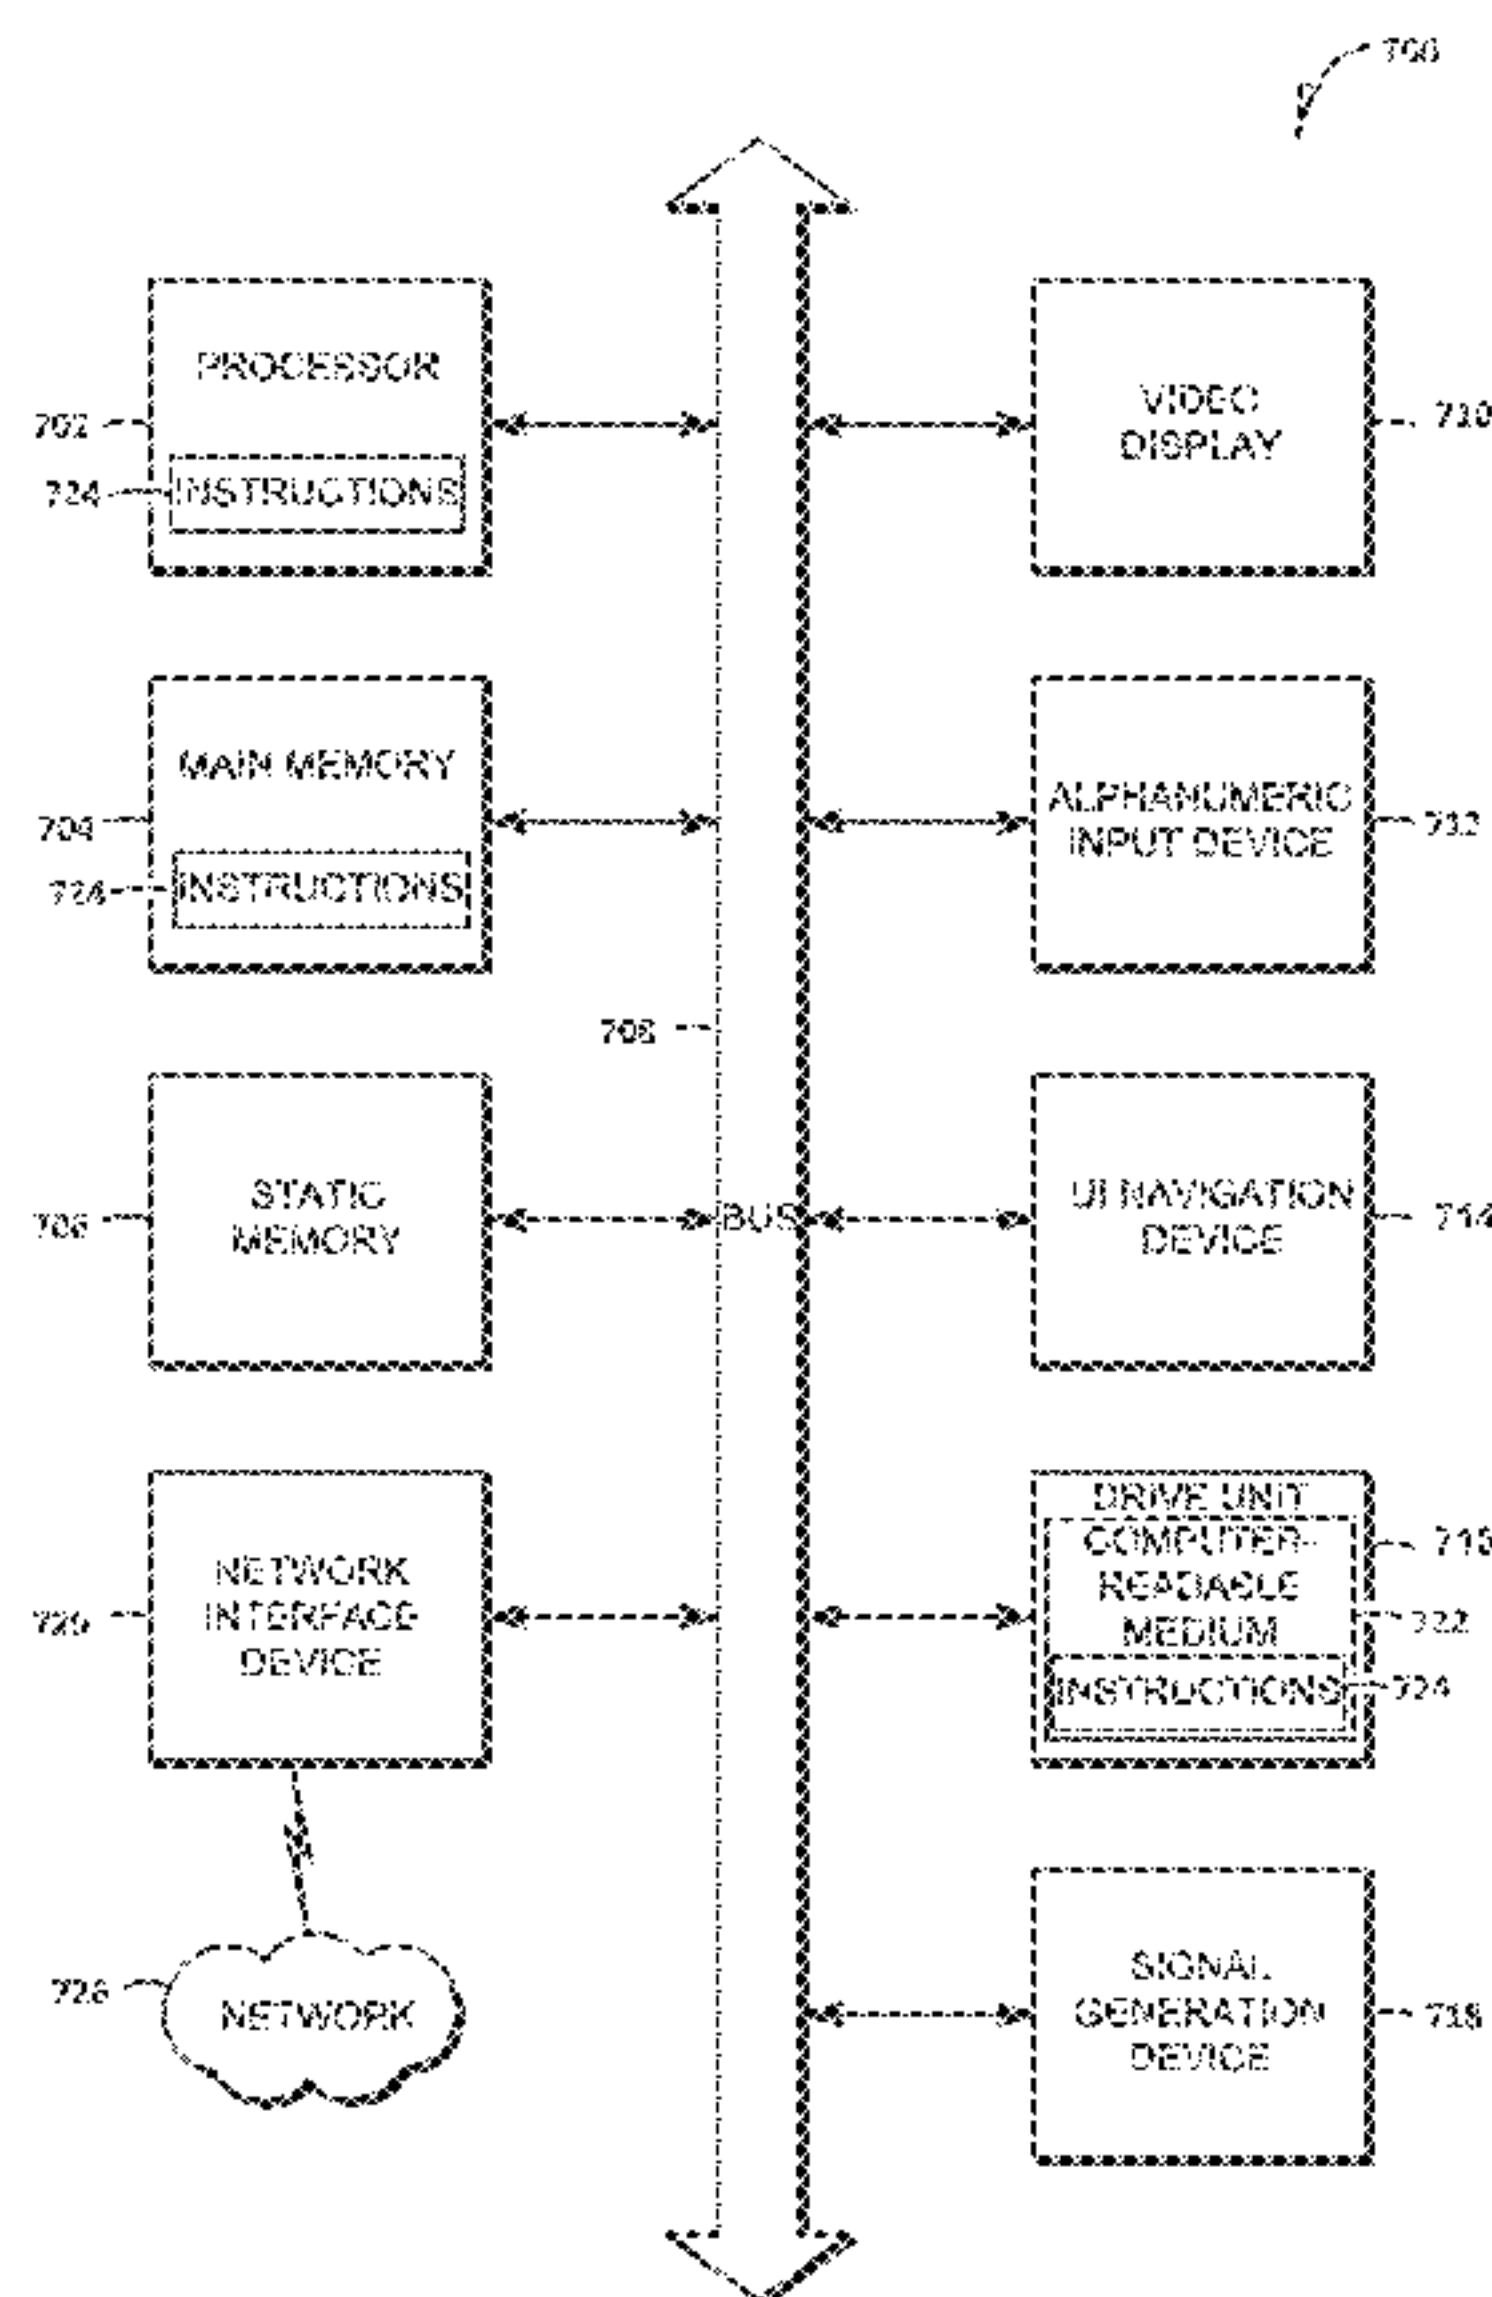 700
PROCESSOR
702
724
INSTRUCTIONS
VIDEO
DISPLAY
710
MAIN MEMORY
704
724
INSTRUCTIONS
ALPHANUMERIC
INPUT DEVICE
712
708
STATIC
MEMORY
706
BUS
UI NAVIGATION
DEVICE
714
NETWORK
INTERFACE
DEVICE
720
DRIVE UNIT
COMPUTER-
READABLE
MEDIUM
INSTRUCTIONS
716
722
724
726
NETWORK
SIGNAL
GENERATION
DEVICE
718